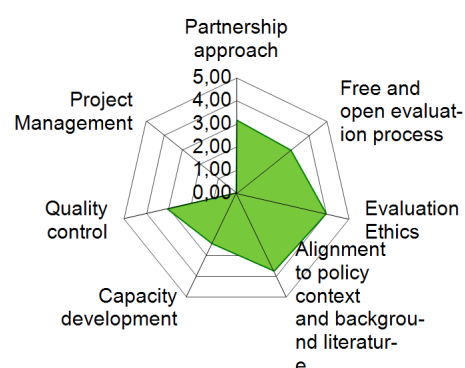 Partnership
approach
5,00
4,00
3,00
2,00
1,00
0,00
Free and
open evaluat-
ion process
Evaluation
Ethics
Alignment
to policy
context
and backgrou-
nd literatur-
e
Capacity
development
Quality
control
Project
Management